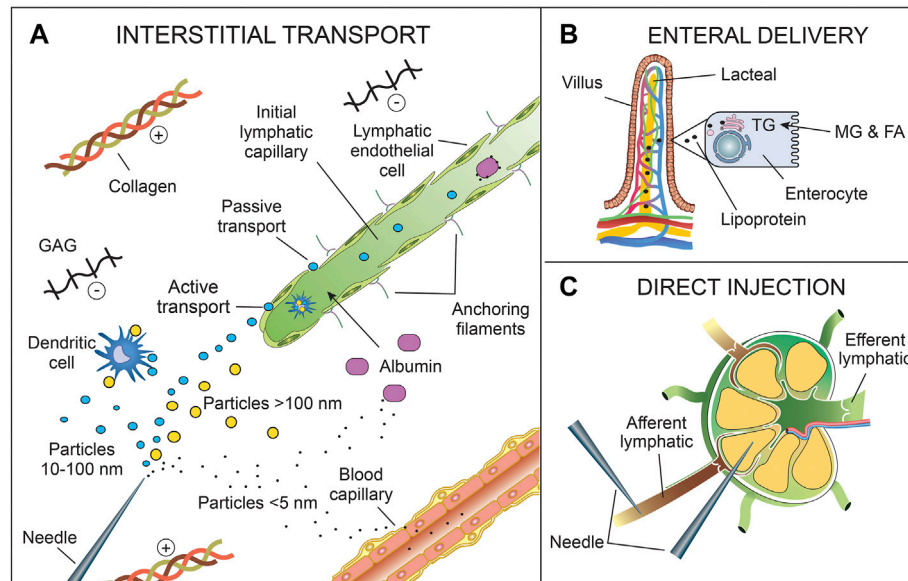 A
INTERSTITIAL TRANSPORT
+
Collagen
Initial
lymphatic
capillary
-
Lymphatic
endothelial
cell
Passive
transport
GAG
-
Active
transport
Anchoring
filaments
Dendritic
cell
Albumin
Particles >100 nm
Particles
10-100 nm
Particles <5 nm
Blood
capillary
Needle
+
B
ENTERAL DELIVERY
Villus
Lacteal
TG
MG & FA
Enterocyte
Lipoprotein
C
DIRECT INJECTION
Efferent
lymphatic
Afferent
lymphatic
Needle